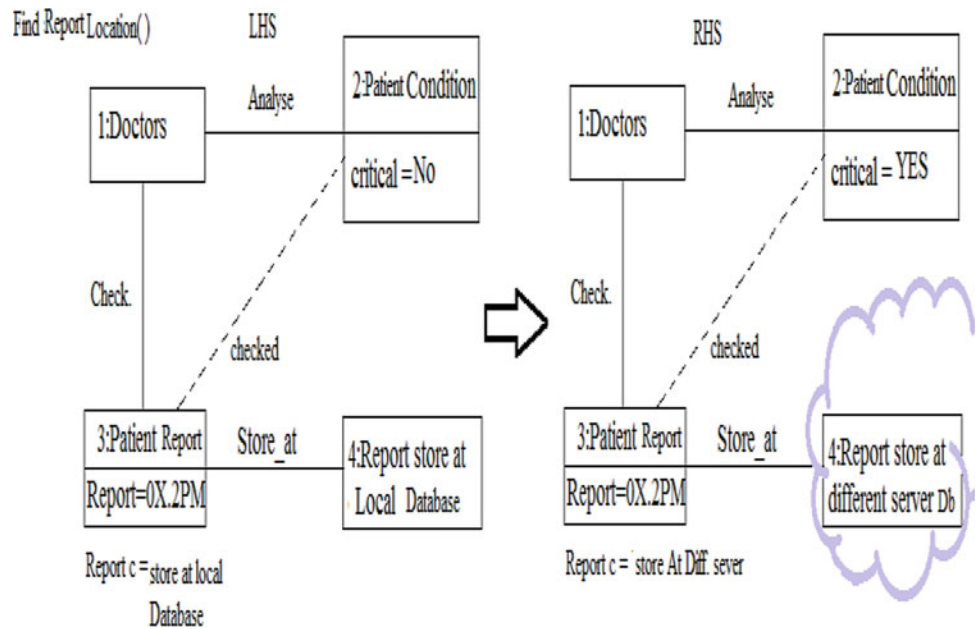 Find Report Location( )
LHS
Analyse
1:Doctors
2:Patient Condition
critical =No
Check.
checked
3:Patient Report
Report=0X.2PM
Store_at
4:Report store at
Local Database
Report c = store at local
Database
RHS
Analyse
1:Doctors
2:Patient Condition
critical = YES
Check.
checked
3:Patient Report
Report=0X.2PM
Store_at
4:Report store at
different server Db
Report c = store At Diff. sever